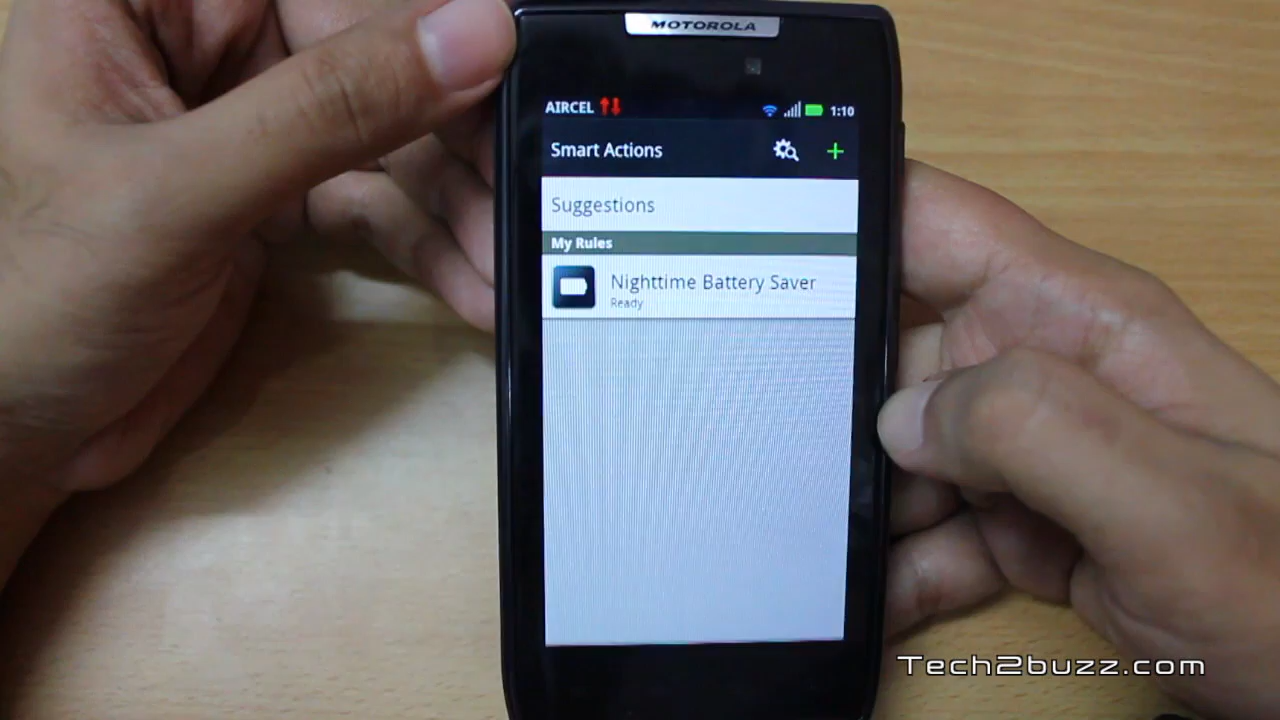 MOTOROLA
AIRCEL 1:10
Smart Actions +
Suggestions
My Rules
Nighttime Battery Saver
Ready
Tech2buzz.com